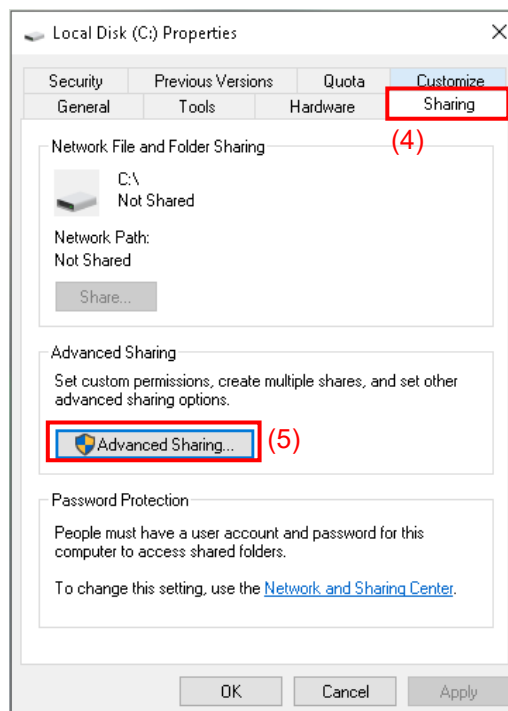 Local Disk (C:) Properties
Security Previous Versions Quota Customize
General Tools Hardware Sharing
(4)
Network File and Folder Sharing
C:\
Not Shared
Network Path:
Not Shared
Share...
Advanced Sharing
Set custom permissions, create multiple shares, and set other
advanced sharing options.
Advanced Sharing... (5)
Password Protection
People must have a user account and password for this
computer to access shared folders.
To change this setting, use the Network and Sharing Center.
OK Cancel Apply